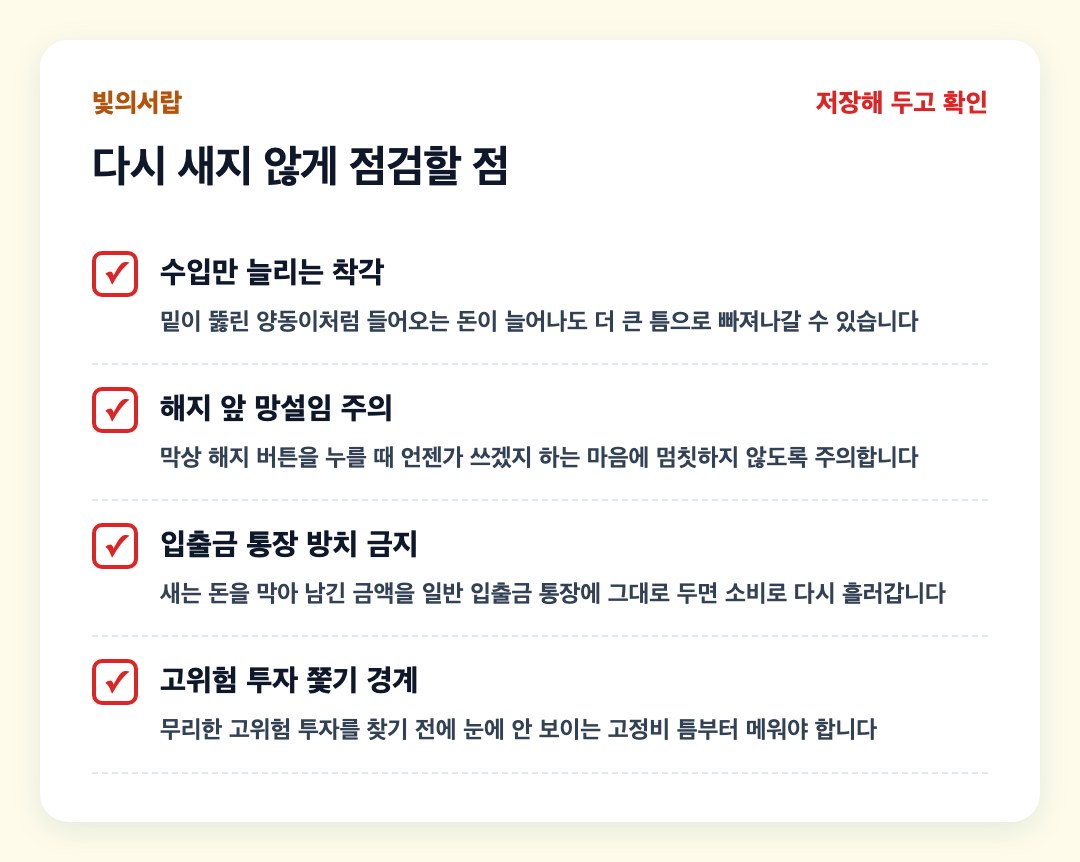 빛의서랍
저장해 두고 확인
다시 새지 않게 점검할 점
수입만 늘리는 착각
밑이 뚫린 양동이처럼 들어오는 돈이 늘어나도 더 큰 틈으로 빠져나갈 수 있습니다
해지 앞 망설임 주의
막상 해지 버튼을 누를 때 언젠가 쓰겠지 하는 마음에 멈칫하지 않도록 주의합니다
입출금 통장 방치 금지
새는 돈을 막아 남긴 금액을 일반 입출금 통장에 그대로 두면 소비로 다시 흘러갑니다
고위험 투자 쫓기 경계
무리한 고위험 투자를 찾기 전에 눈에 안 보이는 고정비 틈부터 메워야 합니다